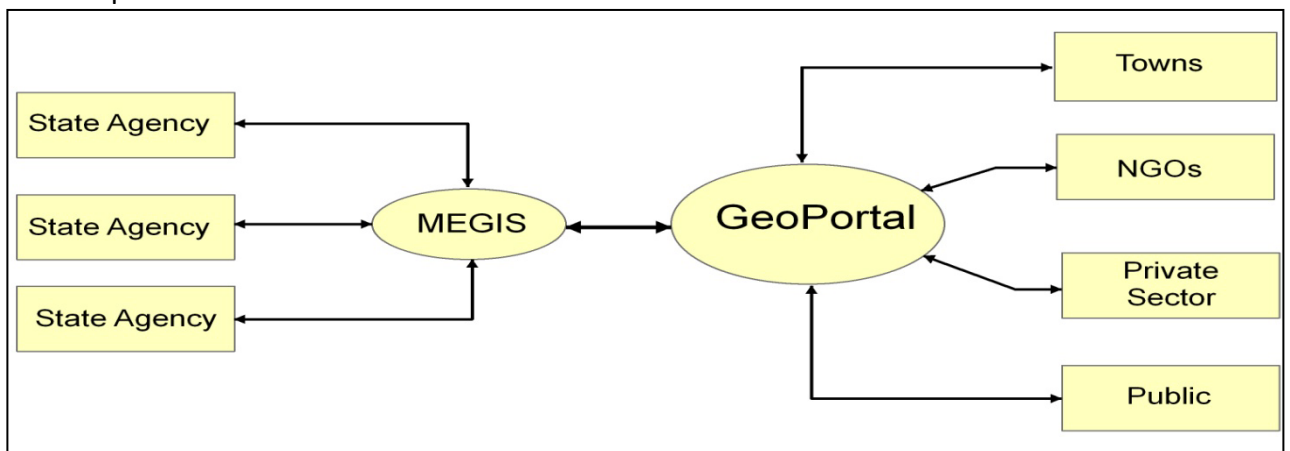 State Agency
State Agency
State Agency
MEGIS
GeoPortal
Towns
NGOs
Private
Sector
Public